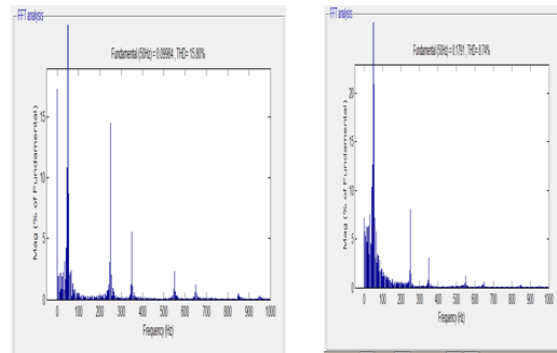 FFT analysis
Fundamental (50Hz) = 0.09984 , THD= 15.80%
Mag (% of Fundamental)
15
10
5
0
0 100 200 300 400 500 600 700 800 900 1000
Frequency (Hz)
FFT analysis
Fundamental (50Hz) = 0.1791 , THD= 8.74%
Mag (% of Fundamental)
20
15
10
5
0
0 100 200 300 400 500 600 700 800 900 1000
Frequency (Hz)